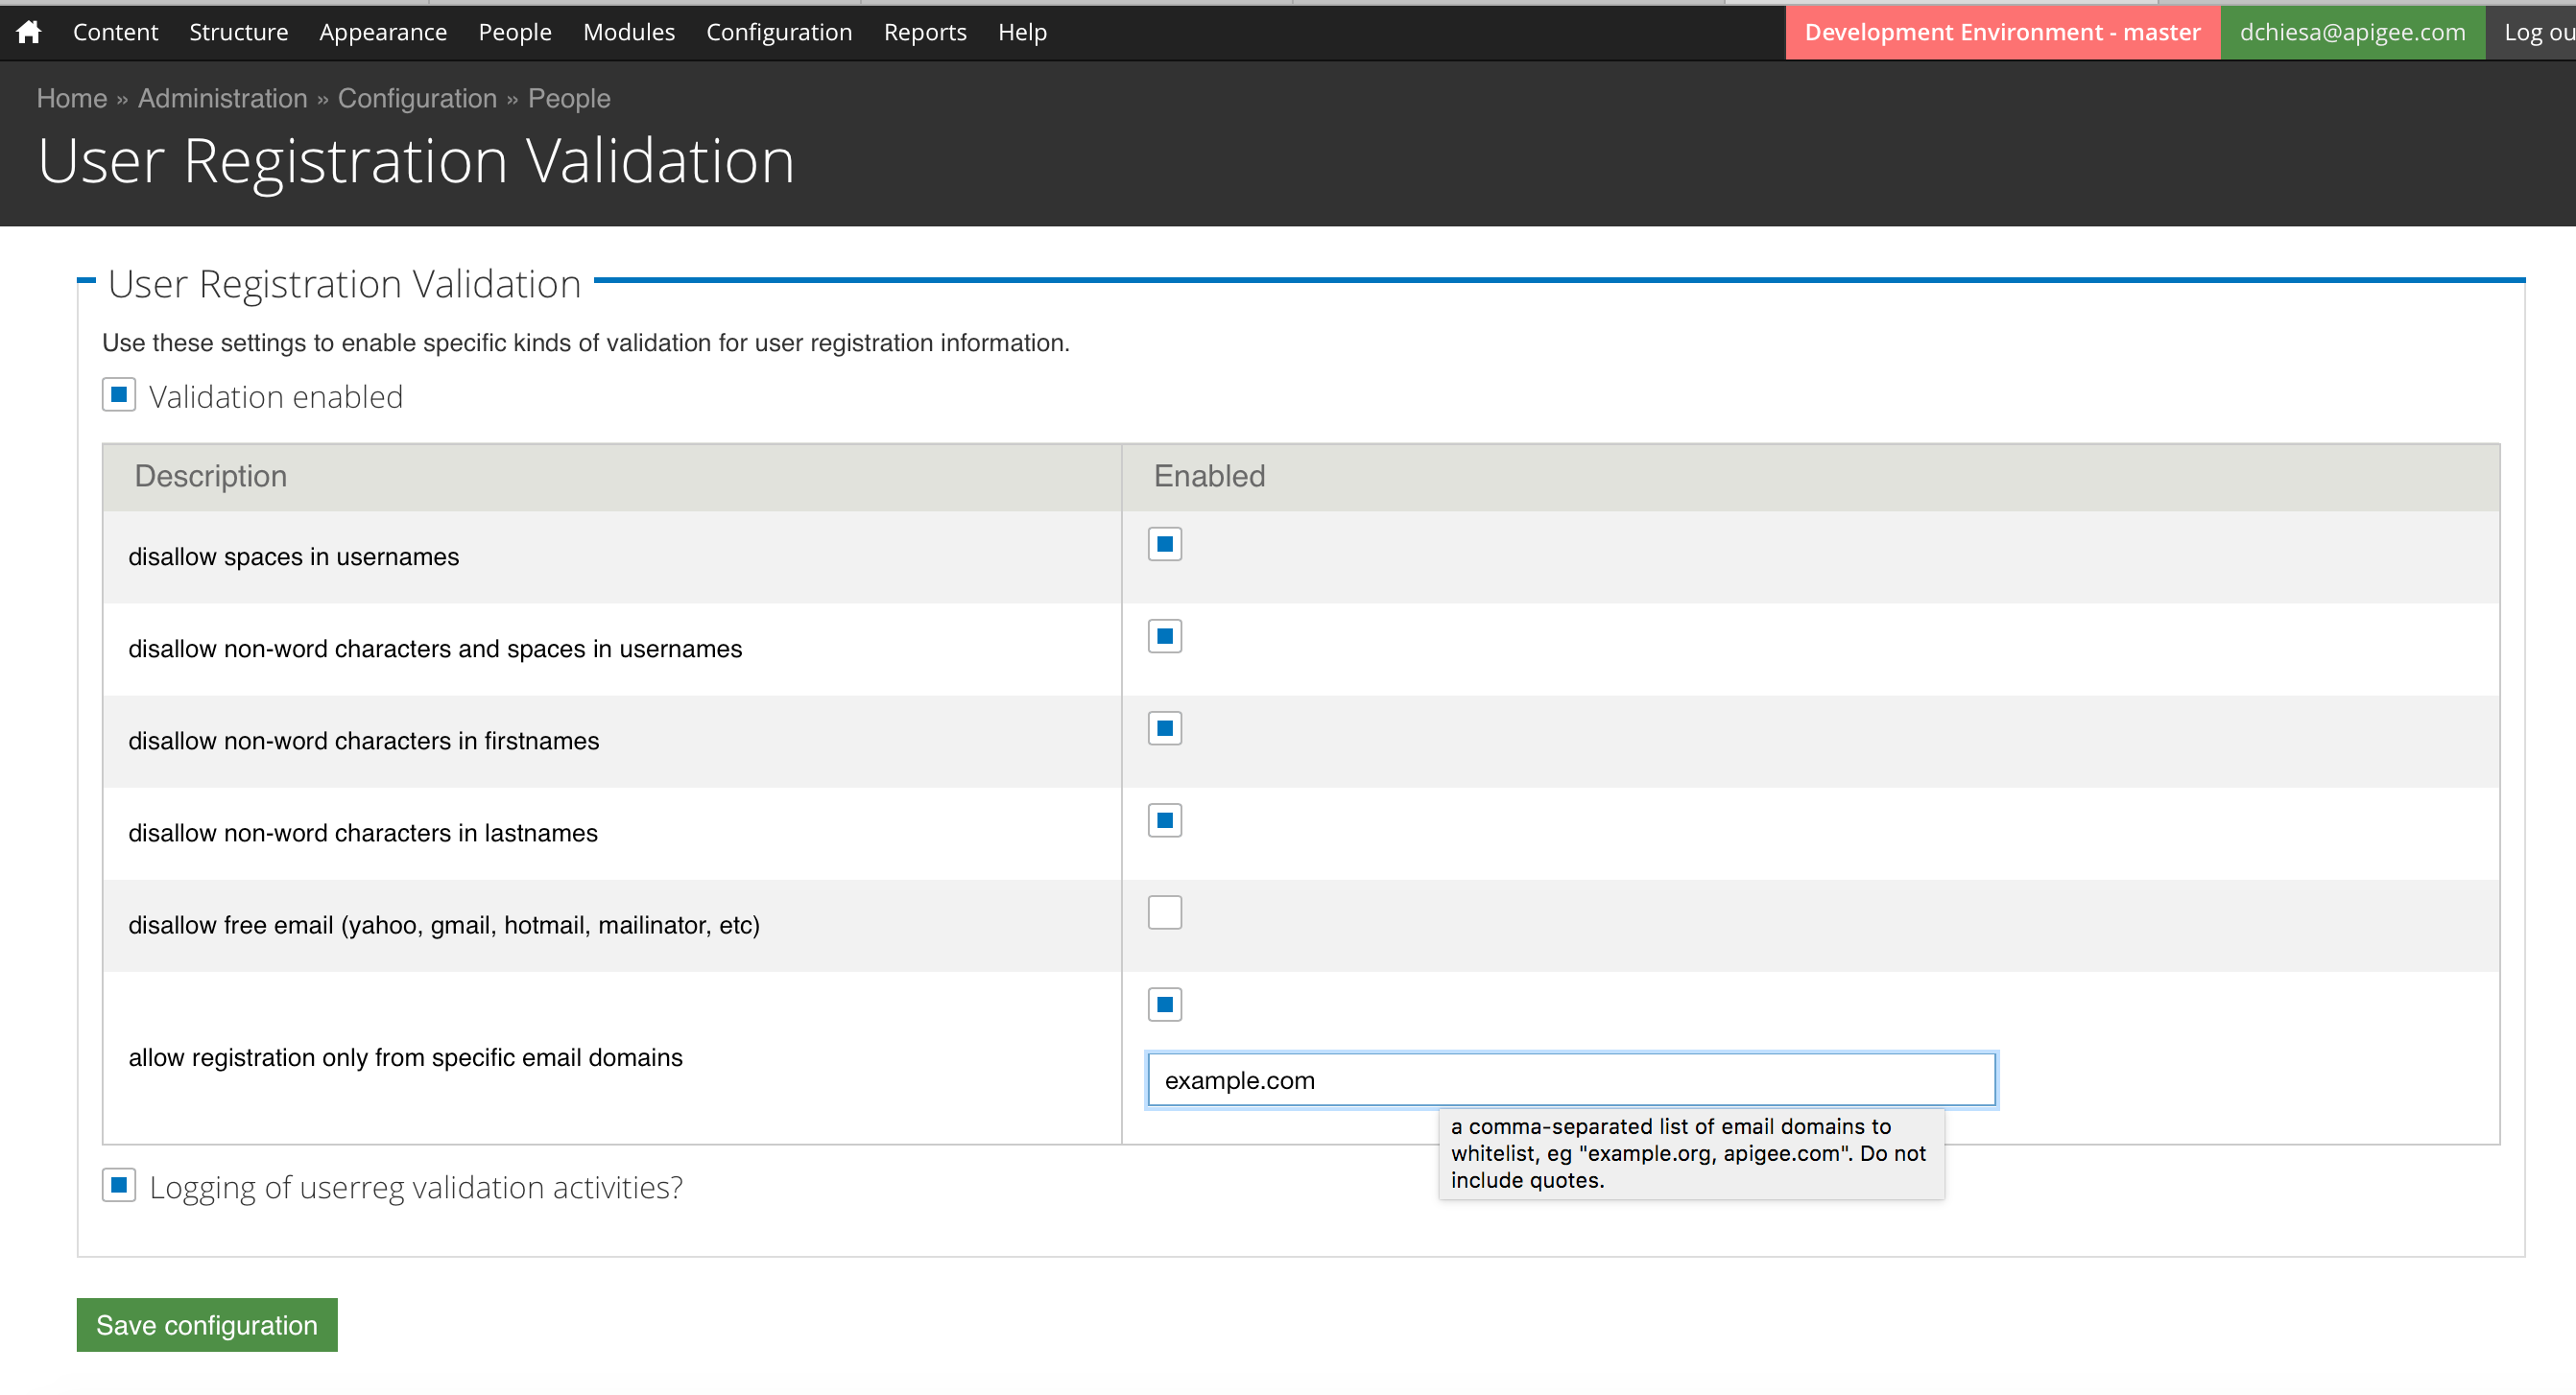 Content Structure Appearance People Modules Configuration Reports Help Development Environment - master dchiesa@apigee.com Log ou
Home » Administration » Configuration » People
User Registration Validation
User Registration Validation
Use these settings to enable specific kinds of validation for user registration information.
Validation enabled
Description Enabled
disallow spaces in usernames
disallow non-word characters and spaces in usernames
disallow non-word characters in firstnames
disallow non-word characters in lastnames
disallow free email (yahoo, gmail, hotmail, mailinator, etc)
allow registration only from specific email domains
example.com
a comma-separated list of email domains to
whitelist, eg "example.org, apigee.com". Do not
include quotes.
Logging of userreg validation activities?
Save configuration